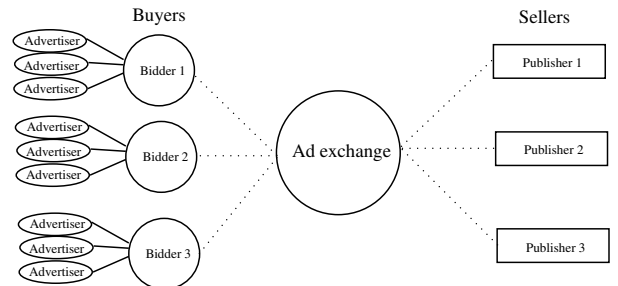 Buyers
Sellers
Advertiser
Advertiser
Advertiser
Bidder 1
Publisher 1
Advertiser
Advertiser
Advertiser
Bidder 2
Ad exchange
Publisher 2
Advertiser
Advertiser
Advertiser
Bidder 3
Publisher 3